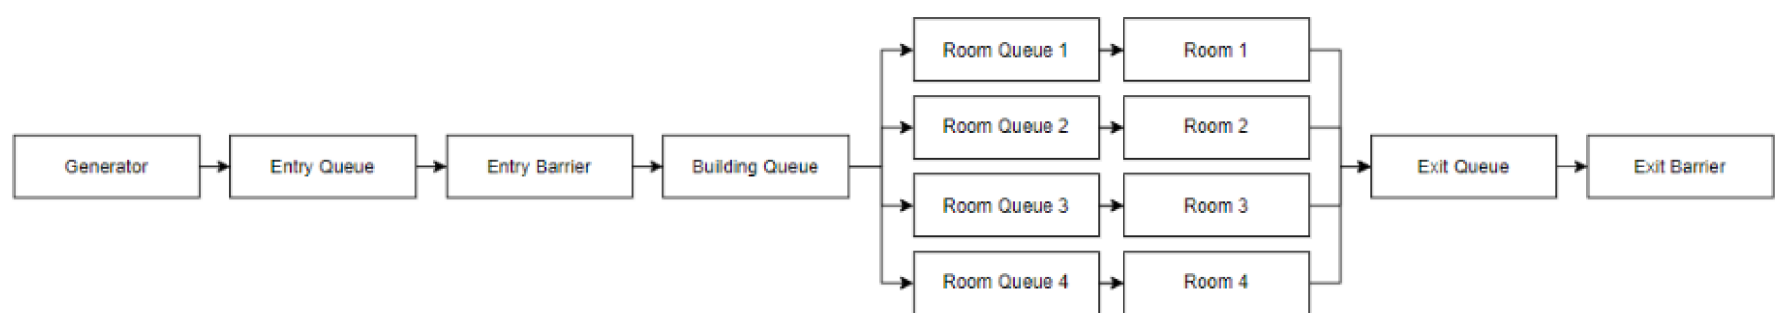 Generator
Entry Queue
Entry Barrier
Building Queue
Room Queue 1
Room 1
Room Queue 2
Room 2
Room Queue 3
Room 3
Room Queue 4
Room 4
Exit Queue
Exit Barrier